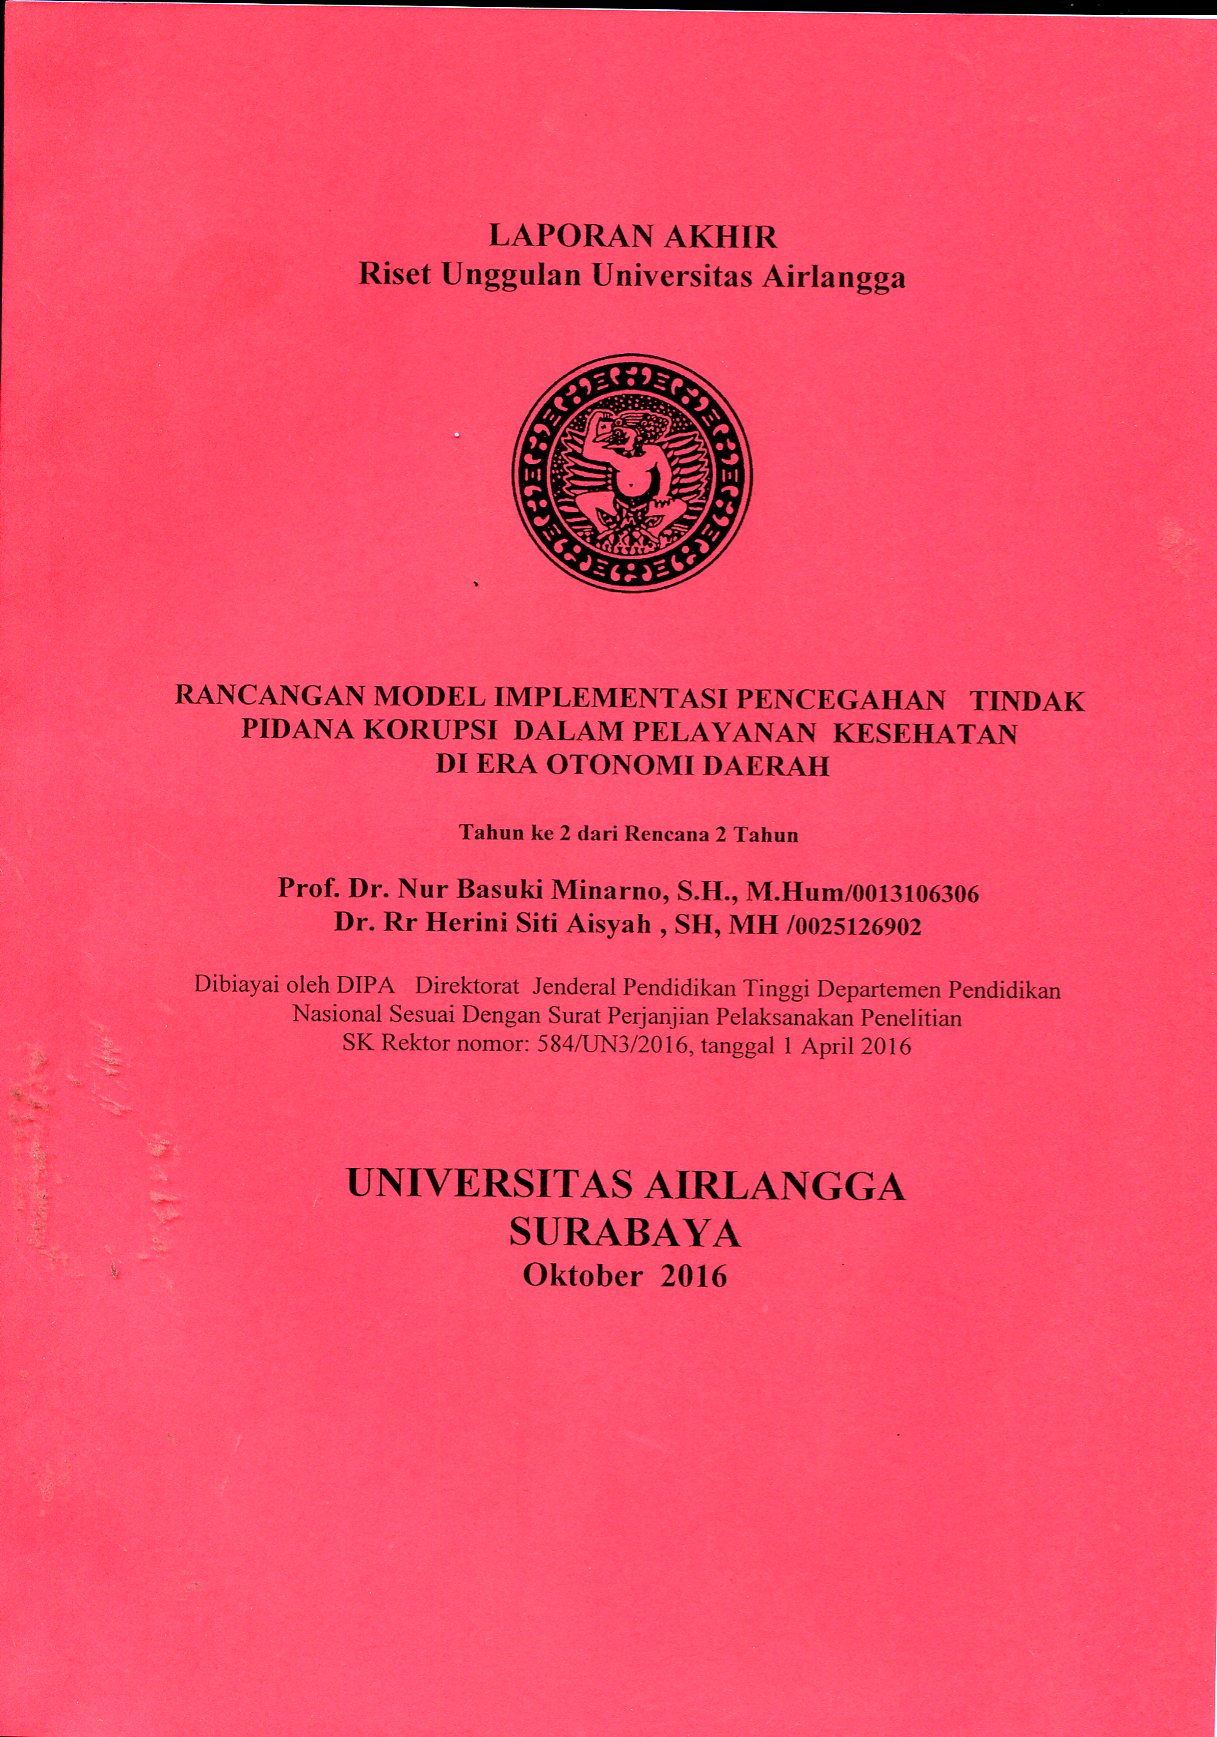 LAPORAN AKHIR
Riset Unggulan Universitas Airlangga
RANCANGAN MODEL IMPLEMENTASI PENCEGAHAN TINDAK
PIDANA KORUPSI DALAM PELAYANAN KESEHATAN
DI ERA OTONOMI DAERAH
Tahun ke 2 dari Rencana 2 Tahun
Prof. Dr. Nur Basuki Minarno, S.H., M.Hum/0013106306
Dr. Rr Herini Siti Aisyah , SH, MH /0025126902
Dibiayai oleh DIPA Direktorat Jenderal Pendidikan Tinggi Departemen Pendidikan
Nasional Sesuai Dengan Surat Perjanjian Pelaksanakan Penelitian
SK Rektor nomor: 584/UN3/2016, tanggal 1 April 2016
UNIVERSITAS AIRLANGGA
SURABAYA
Oktober 2016